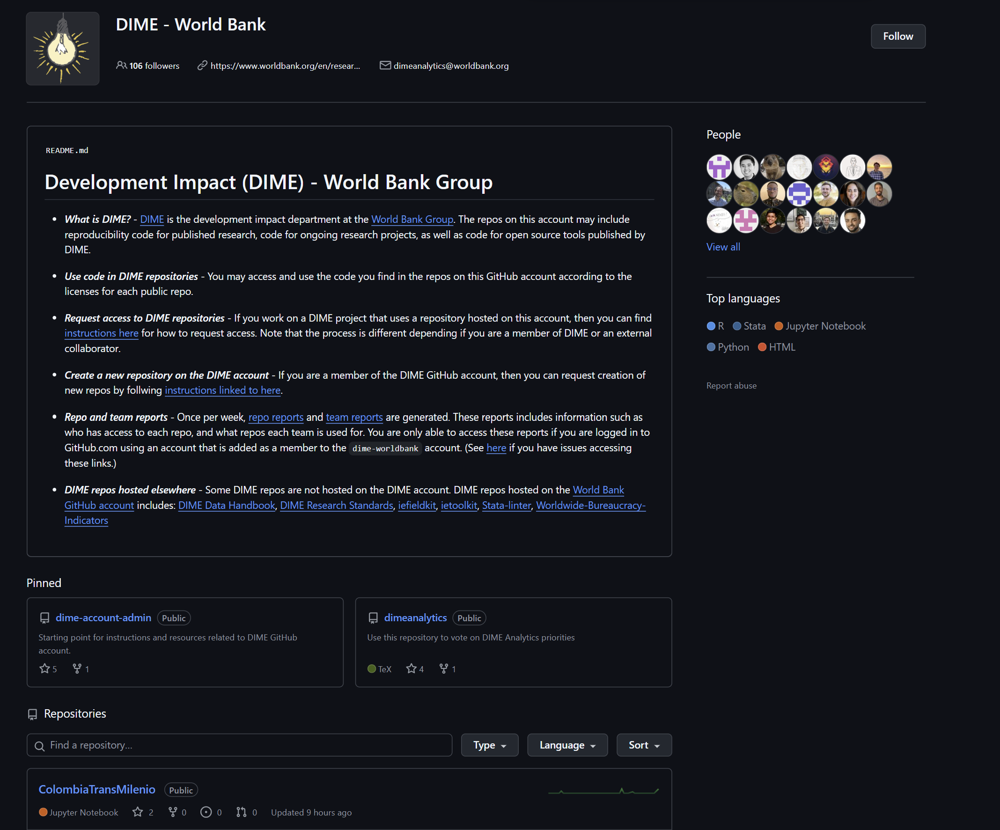 DIME - World Bank
Follow
106 followers
https://www.worldbank.org/en/resear...
dimeanalytics@worldbank.org
README.md
Development Impact (DIME) - World Bank Group
What is DIME? - DIME is the development impact department at the World Bank Group. The repos on this account may include
reproducibility code for published research, code for ongoing research projects, as well as code for open source tools published by
DIME.
Use code in DIME repositories - You may access and use the code you find in the repos on this GitHub account according to the
licenses for each public repo.
Request access to DIME repositories - If you work on a DIME project that uses a repository hosted on this account, then you can find
instructions here for how to request access. Note that the process is different depending if you are a member of DIME or an external
collaborator.
Create a new repository on the DIME account - If you are a member of the DIME GitHub account, then you can request creation of
new repos by follwing instructions linked to here.
Repo and team reports - Once per week, repo reports and team reports are generated. These reports includes information such as
who has access to each repo, and what repos each team is used for. You are only able to access these reports if you are logged in to
GitHub.com using an account that is added as a member to the dime-worldbank account. (See here if you have issues accessing
these links.)
DIME repos hosted elsewhere - Some DIME repos are not hosted on the DIME account. DIME repos hosted on the World Bank
GitHub account includes: DIME Data Handbook, DIME Research Standards, iefieldkit, ietoolkit, Stata-linter, Worldwide-Bureaucracy-
Indicators
People
View all
Top languages
R Stata Jupyter Notebook
Python HTML
Report abuse
Pinned
dime-account-admin Public
Starting point for instructions and resources related to DIME GitHub
account.
5 1
dimeanalytics Public
Use this repository to vote on DIME Analytics priorities
TeX 4 1
Repositories
Find a repository...
Type
Language
Sort
ColombiaTransMilenio Public
Jupyter Notebook 2 0 0 0 Updated 9 hours ago